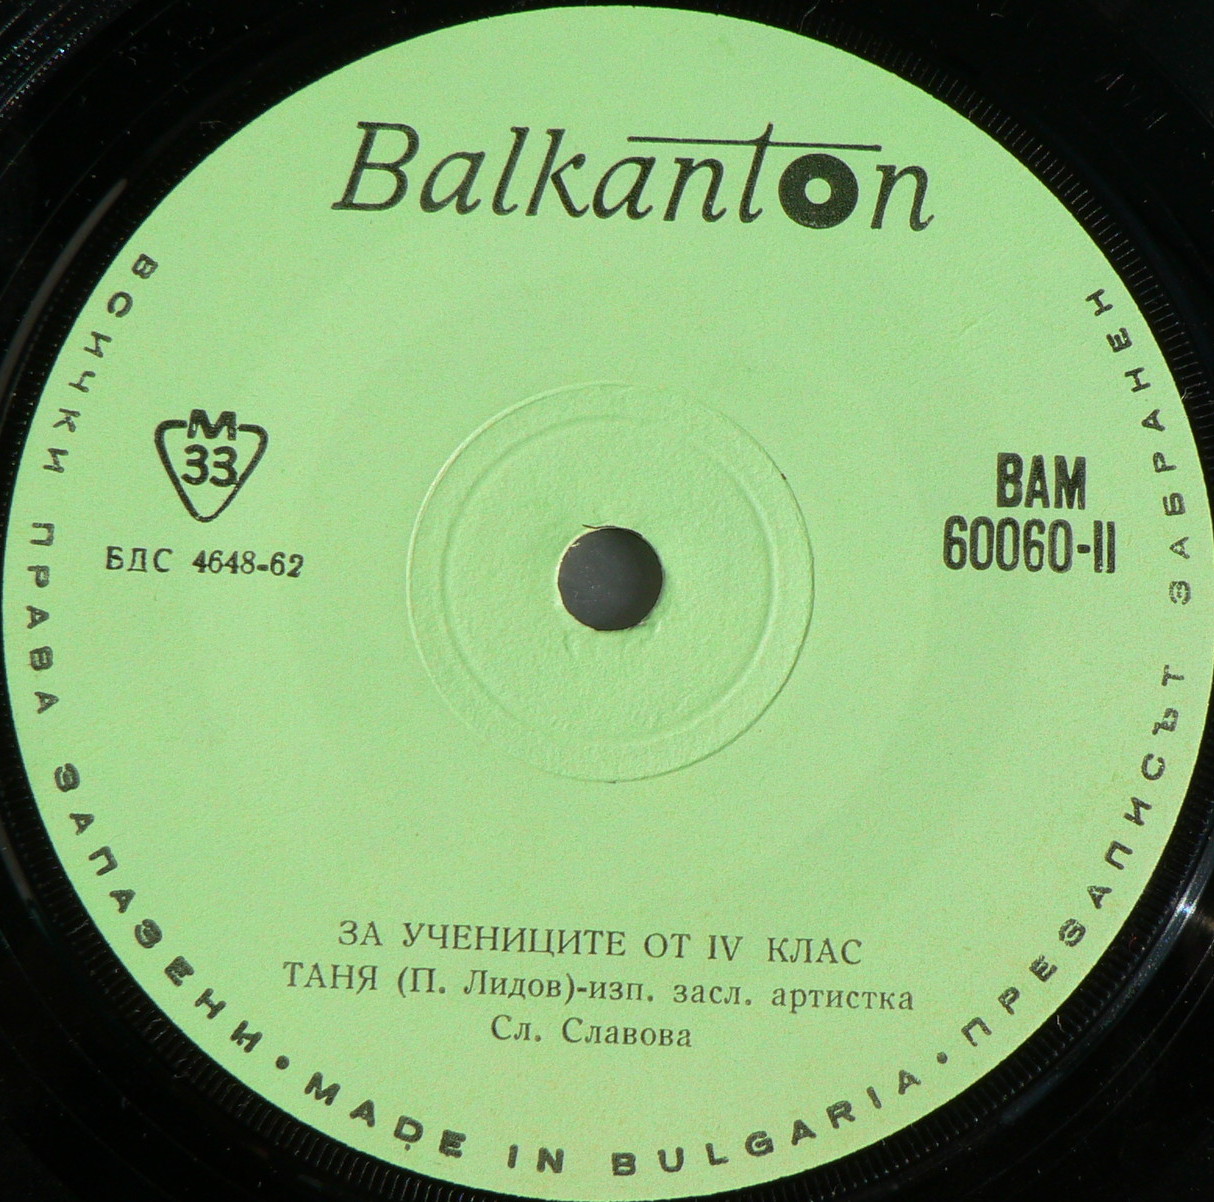 Balkanton
М
33
БДС 4648-62
ВАМ
60060-II
ЗА УЧЕНИЦИТЕ ОТ IV КЛАС
ТАНЯ (П. Лидов)-изп. засл. артистка
Сл. Славова
ВСИЧКИ ПРАВА ЗАПАЗЕНИ • MADE IN BULGARIA • ПРЕЗАПИСЪТ ЗАБРАНЕН